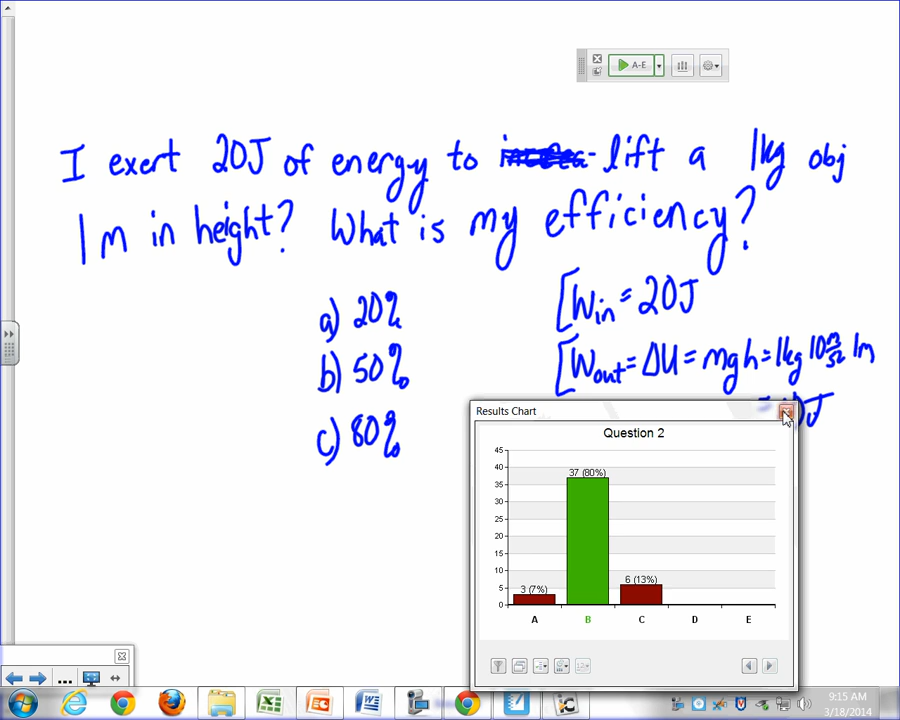 A-E
I exert 20J of energy to lift a 1kg obj
1m in height? What is my efficiency?
a) 20%
b) 50%
c) 80%
[Win = 20J
[Wout = ΔU = mgh = 1kg 10 m/s2 1m
J
Results Chart
Question 2
45
40
35
30
25
20
15
10
5
0
3 (7%)
37 (80%)
6 (13%)
A B C D E
9:15 AM
3/18/2014